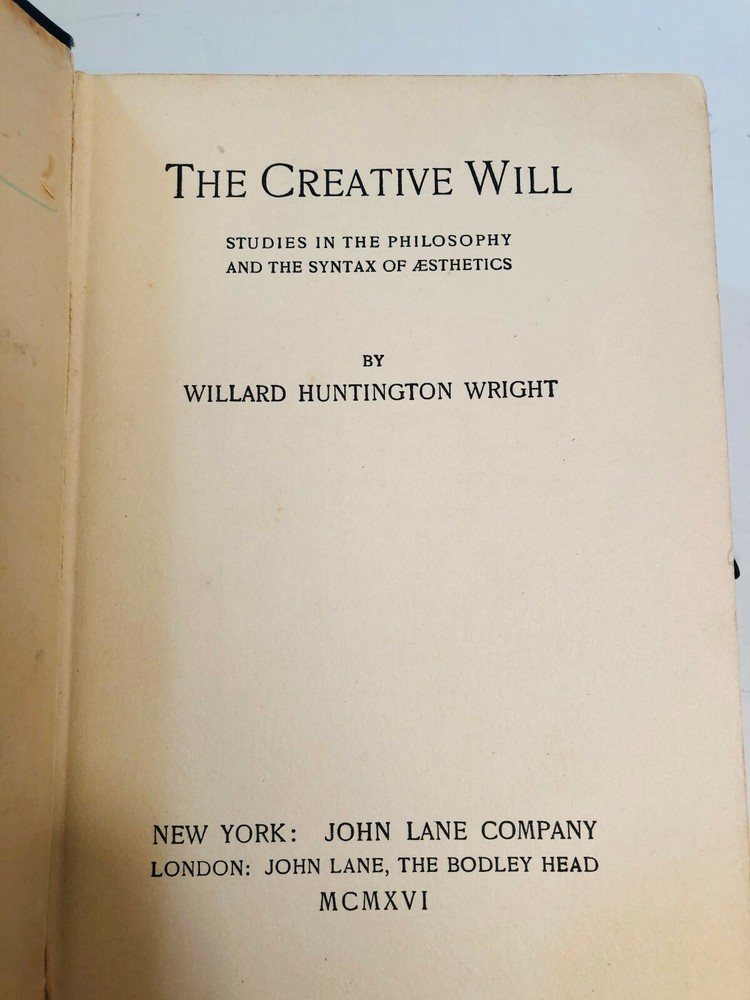 THE CREATIVE WILL
STUDIES IN THE PHILOSOPHY
AND THE SYNTAX OF ÆSTHETICS
BY
WILLARD HUNTINGTON WRIGHT
NEW YORK: JOHN LANE COMPANY
LONDON: JOHN LANE, THE BODLEY HEAD
MCMXVI